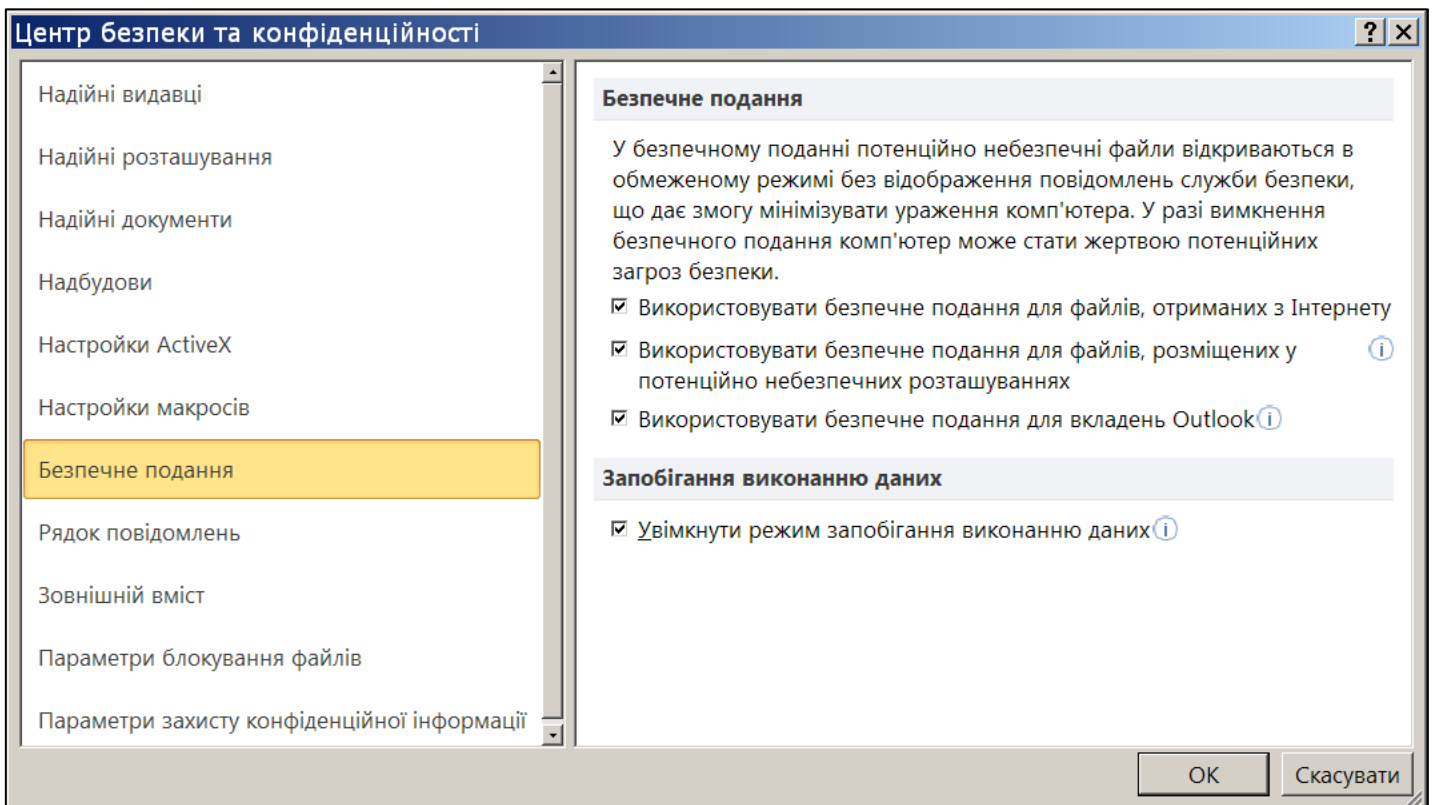 Центр безпеки та конфіденційності
Надійні видавці
Надійні розташування
Надійні документи
Надбудови
Настройки ActiveX
Настройки макросів
Безпечне подання
Рядок повідомлень
Зовнішній вміст
Параметри блокування файлів
Параметри захисту конфіденційної інформації
Безпечне подання
У безпечному поданні потенційно небезпечні файли відкриваються в
обмеженому режимі без відображення повідомлень служби безпеки,
що дає змогу мінімізувати ураження комп'ютера. У разі вимкнення
безпечного подання комп'ютер може стати жертвою потенційних
загроз безпеки.
Використовувати безпечне подання для файлів, отриманих з Інтернету
Використовувати безпечне подання для файлів, розміщених у
потенційно небезпечних розташуваннях
Використовувати безпечне подання для вкладень Outlook
Запобігання виконанню даних
Увімкнути режим запобігання виконанню даних
ОК
Скасувати